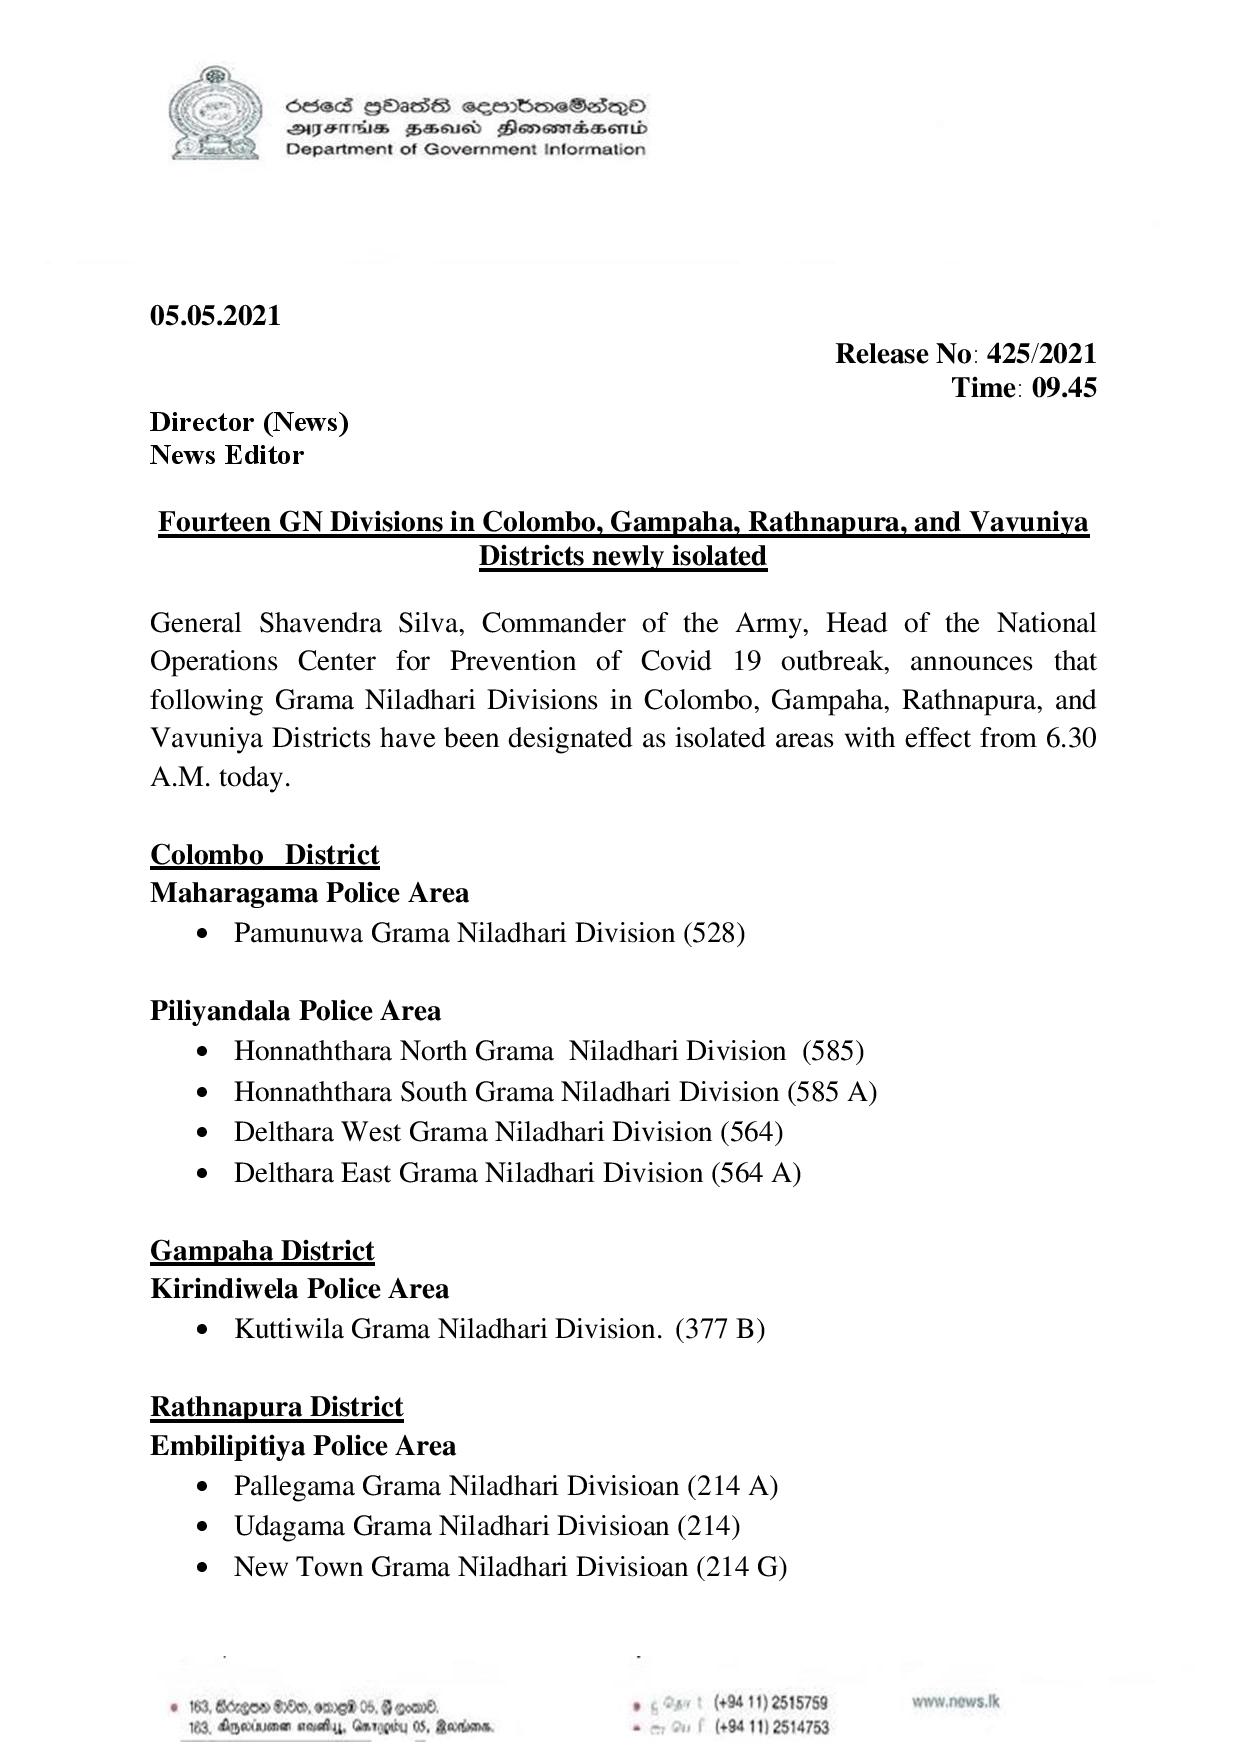 රජයේ ප්‍රවෘත්ති දෙපාර්තමේන්තුව
அரசாங்க தகவல் திணைக்களம்
Department of Government Information
05.05.2021
Release No: 425/2021
Time: 09.45
Director (News)
News Editor
Fourteen GN Divisions in Colombo, Gampaha, Rathnapura, and Vavuniya
Districts newly isolated
General Shavendra Silva, Commander of the Army, Head of the National
Operations Center for Prevention of Covid 19 outbreak, announces that
following Grama Niladhari Divisions in Colombo, Gampaha, Rathnapura, and
Vavuniya Districts have been designated as isolated areas with effect from 6.30
A.M. today.
Colombo District
Maharagama Police Area
• Pamunuwa Grama Niladhari Division (528)
Piliyandala Police Area
• Honnaththara North Grama Niladhari Division (585)
• Honnaththara South Grama Niladhari Division (585 A)
• Delthara West Grama Niladhari Division (564)
• Delthara East Grama Niladhari Division (564 A)
Gampaha District
Kirindiwela Police Area
• Kuttiwila Grama Niladhari Division. (377 B)
Rathnapura District
Embilipitiya Police Area
• Pallegama Grama Niladhari Divisioan (214 A)
• Udagama Grama Niladhari Divisioan (214)
• New Town Grama Niladhari Divisioan (214 G)
• 163, කිරුළපන මාවත, කොළඹ 05, ශ්‍රී ලංකාව.
163, கிருலப்பனை எவனியு, கொழும்பு 05, இலங்கை.
(+94 11) 2515759
(+94 11) 2514753
www.news.lk